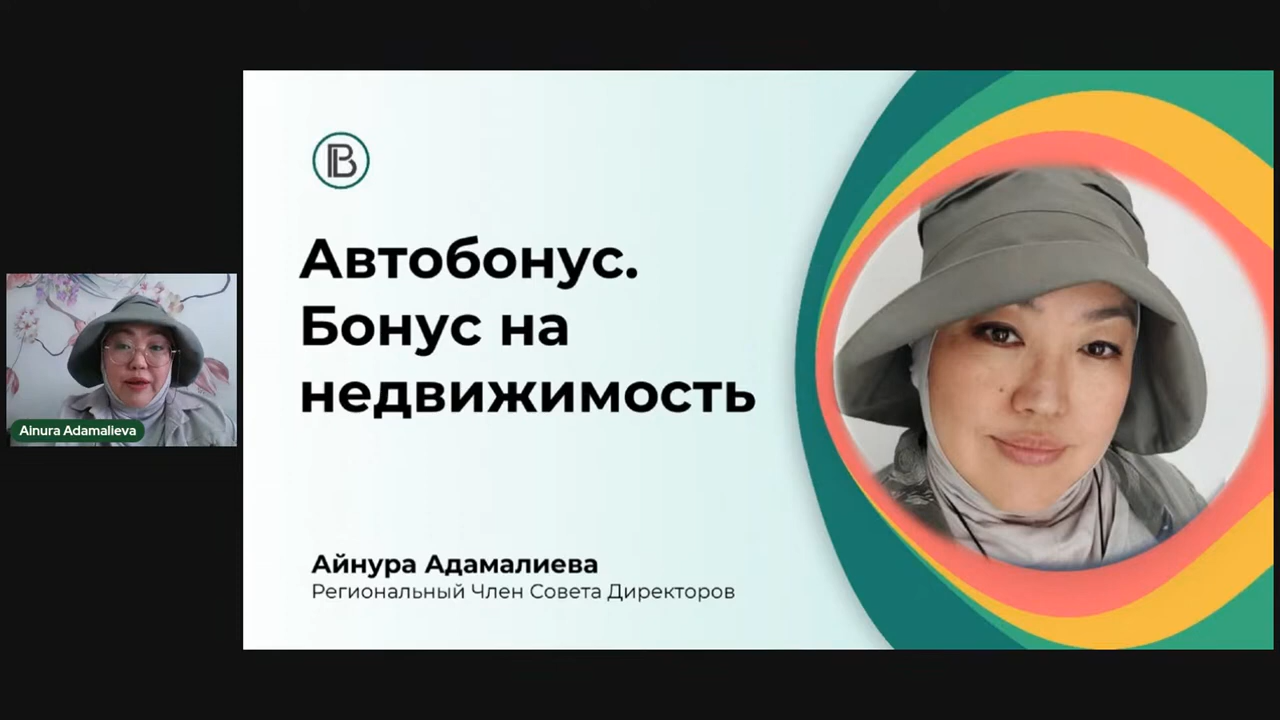 Автобонус.
Бонус на
недвижимость
Айнура Адамалиева
Региональный Член Совета Директоров
Ainura Adamalieva